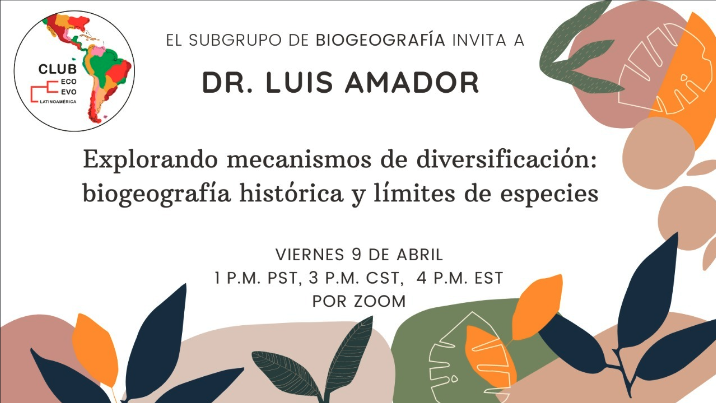 CLUB
ECO
EVO
LATINOAMÉRICA
EL SUBGRUPO DE BIOGEOGRAFÍA INVITA A
DR. LUIS AMADOR
Explorando mecanismos de diversificación:
biogeografía histórica y límites de especies
VIERNES 9 DE ABRIL
1 P.M. PST, 3 P.M. CST, 4 P.M. EST
POR ZOOM